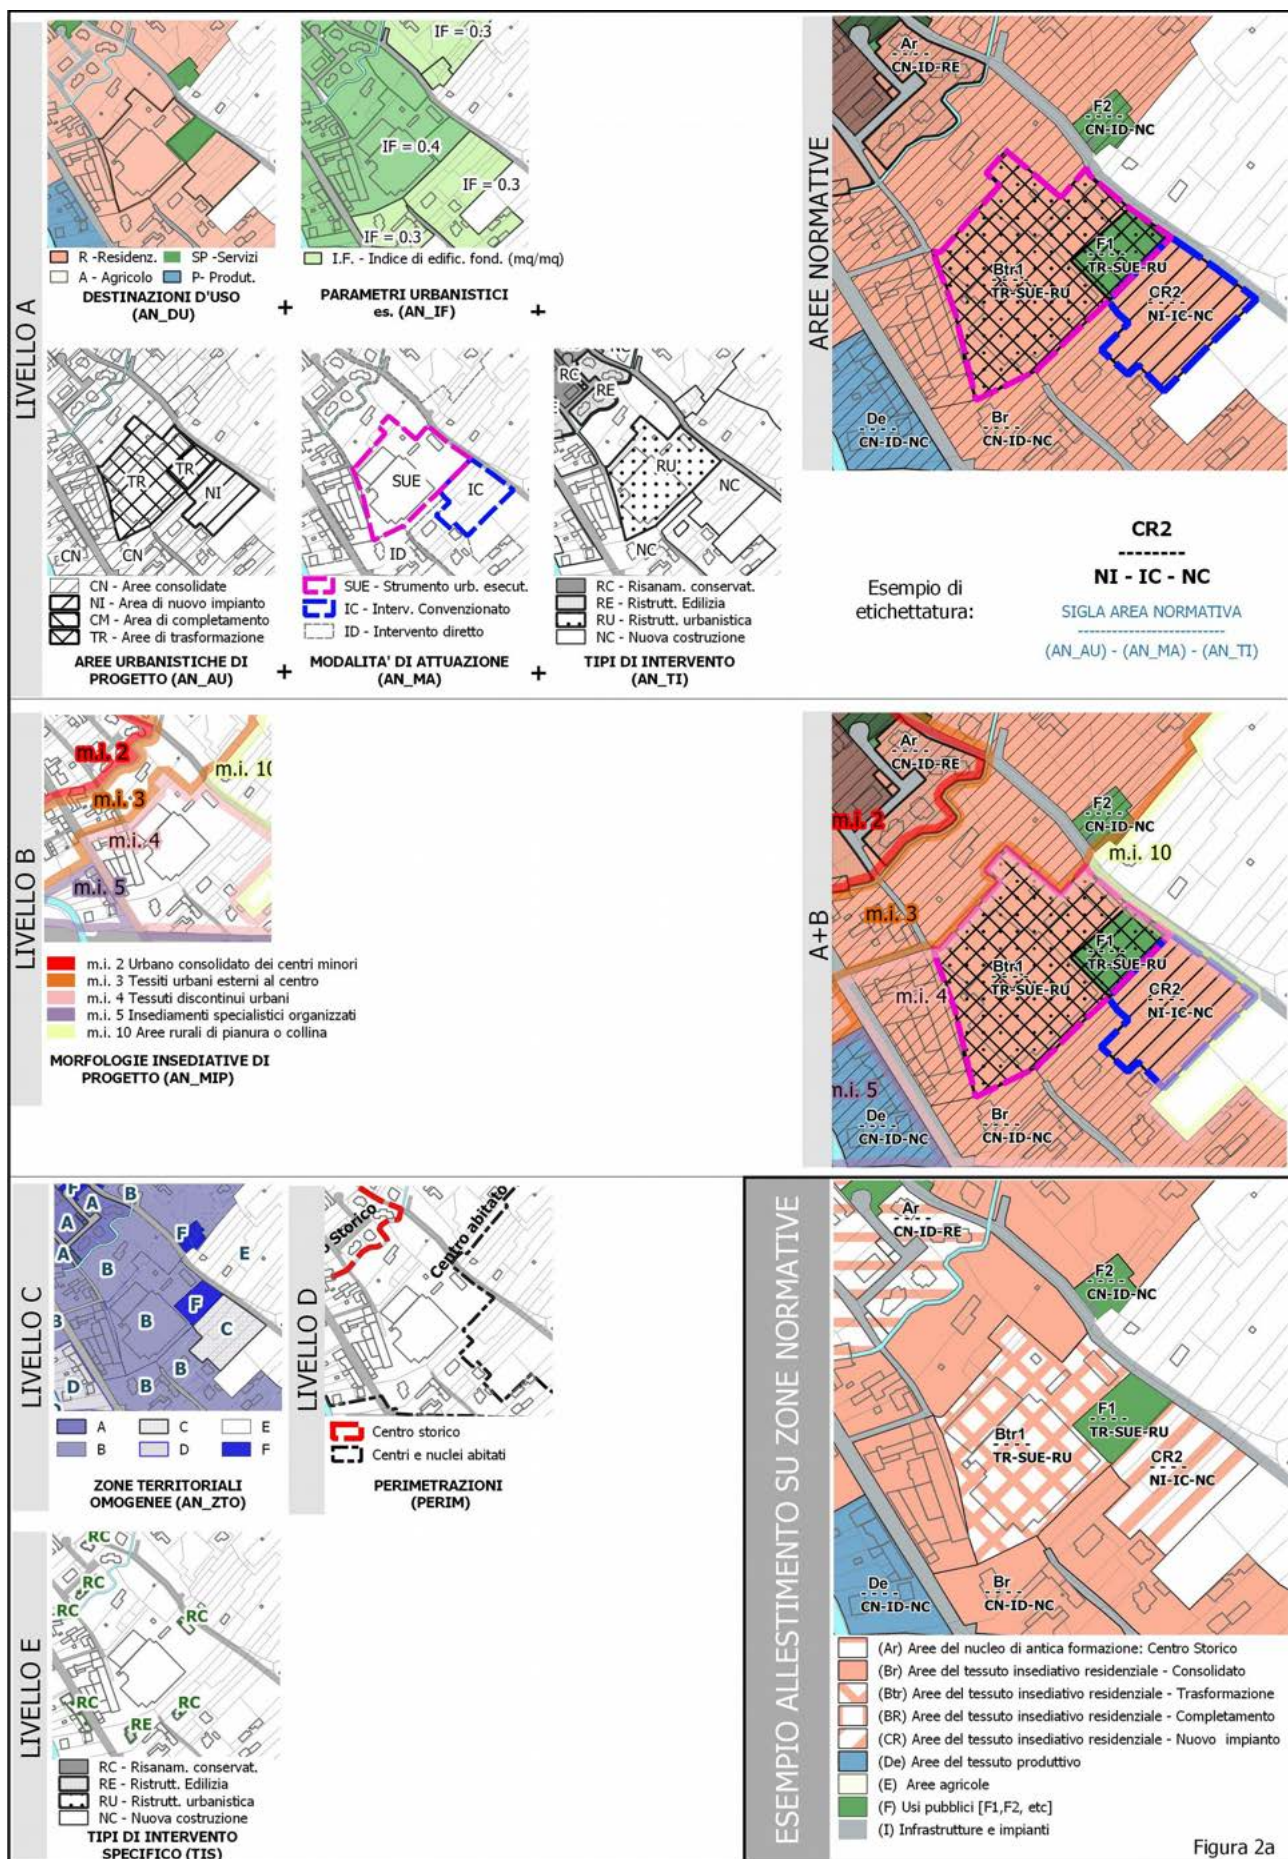 LIVELLO A
IF = 0.3
IF = 0.4
IF = 0.3
IF = 0.3
R -Residenz.
SP -Servizi
A - Agricolo
P- Produt.
DESTINAZIONI D'USO
(AN_DU)
+
I.F. - Indice di edific. fond. (mq/mq)
PARAMETRI URBANISTICI
es. (AN_IF)
+
TR
TR
NI
CN
CN
CN - Aree consolidate
NI - Area di nuovo impianto
CM - Area di completamento
TR - Aree di trasformazione
AREE URBANISTICHE DI
PROGETTO (AN_AU)
+
SUE
IC
ID
SUE - Strumento urb. esecut.
IC - Interv. Convenzionato
ID - Intervento diretto
MODALITA' DI ATTUAZIONE
(AN_MA)
+
RC
RE
RU
NC
NC
RC - Risanam. conservat.
RE - Ristrutt. Edilizia
RU - Ristrutt. urbanistica
NC - Nuova costruzione
TIPI DI INTERVENTO
(AN_TI)
AREE NORMATIVE
Ar
CN-ID-RE
F2
CN-ID-NC
F1
TR-SUE-RU
Btr1
TR-SUE-RU
CR2
NI-IC-NC
De
CN-ID-NC
Br
CN-ID-NC
Esempio di
etichettatura:
CR2
--------
NI - IC - NC
SIGLA AREA NORMATIVA
(AN_AU) - (AN_MA) - (AN_TI)
LIVELLO B
m.i. 2
m.i. 10
m.i. 3
m.i. 4
m.i. 5
m.i. 2 Urbano consolidato dei centri minori
m.i. 3 Tessiti urbani esterni al centro
m.i. 4 Tessuti discontinui urbani
m.i. 5 Insediamenti specialistici organizzati
m.i. 10 Aree rurali di pianura o collina
MORFOLOGIE INSEDIATIVE DI
PROGETTO (AN_MIP)
A+B
Ar
CN-ID-RE
m.i. 2
F2
CN-ID-NC
m.i. 10
m.i. 3
F1
TR-SUE-RU
Btr1
TR-SUE-RU
m.i. 4
CR2
NI-IC-NC
m.i. 5
De
CN-ID-NC
Br
CN-ID-NC
LIVELLO C
F
A
B
A
A
B
F
E
B
F
B
C
B
D
B
B
A
C
E
B
D
F
ZONE TERRITORIALI
OMOGENEE (AN_ZTO)
LIVELLO D
o Storico
Centro abitato
Centro storico
Centri e nuclei abitati
PERIMETRAZIONI
(PERIM)
LIVELLO E
RC
RC
RC
RC
RC
RC
RE
RC - Risanam. conservat.
RE - Ristrutt. Edilizia
RU - Ristrutt. urbanistica
NC - Nuova costruzione
TIPI DI INTERVENTO
SPECIFICO (TIS)
ESEMPIO ALLESTIMENTO SU ZONE NORMATIVE
Ar
CN-ID-RE
F2
CN-ID-NC
F1
TR-SUE-RU
Btr1
TR-SUE-RU
CR2
NI-IC-NC
De
CN-ID-NC
Br
CN-ID-NC
(Ar) Aree del nucleo di antica formazione: Centro Storico
(Br) Aree del tessuto insediativo residenziale - Consolidato
(Btr) Aree del tessuto insediativo residenziale - Trasformazione
(BR) Aree del tessuto insediativo residenziale - Completamento
(CR) Aree del tessuto insediativo residenziale - Nuovo impianto
(De) Aree del tessuto produttivo
(E) Aree agricole
(F) Usi pubblici [F1,F2, etc]
(I) Infrastrutture e impianti
Figura 2a